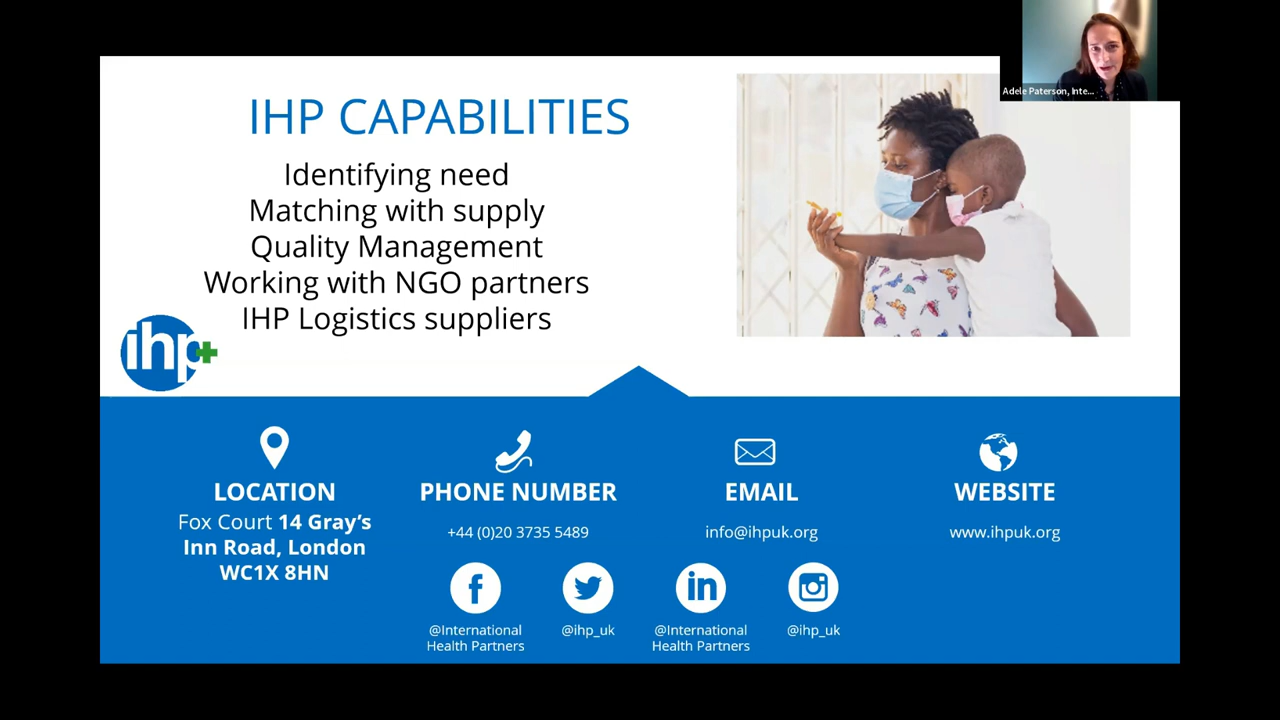 Adele Paterson, Inte...
IHP CAPABILITIES
Identifying need
Matching with supply
Quality Management
Working with NGO partners
IHP Logistics suppliers
ihp
LOCATION
Fox Court 14 Gray’s
Inn Road, London
WC1X 8HN
PHONE NUMBER
+44 (0)20 3735 5489
EMAIL
info@ihpuk.org
WEBSITE
www.ihpuk.org
@International
Health Partners
@ihp_uk
@International
Health Partners
@ihp_uk